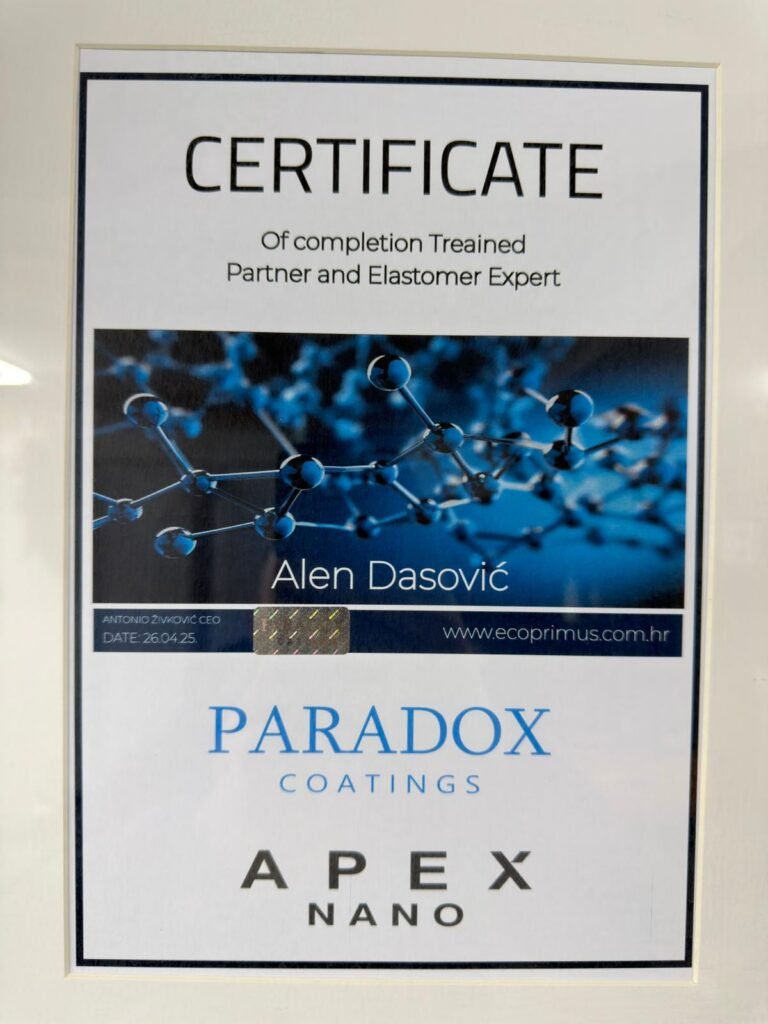 CERTIFICATE
Of completion Treained
Partner and Elastomer Expert
Alen Dasović
ANTONIO ŽIVKOVIĆ CEO
DATE: 26.04.25.
www.ecoprimus.com.hr
PARADOX
COATINGS
APEX
NANO